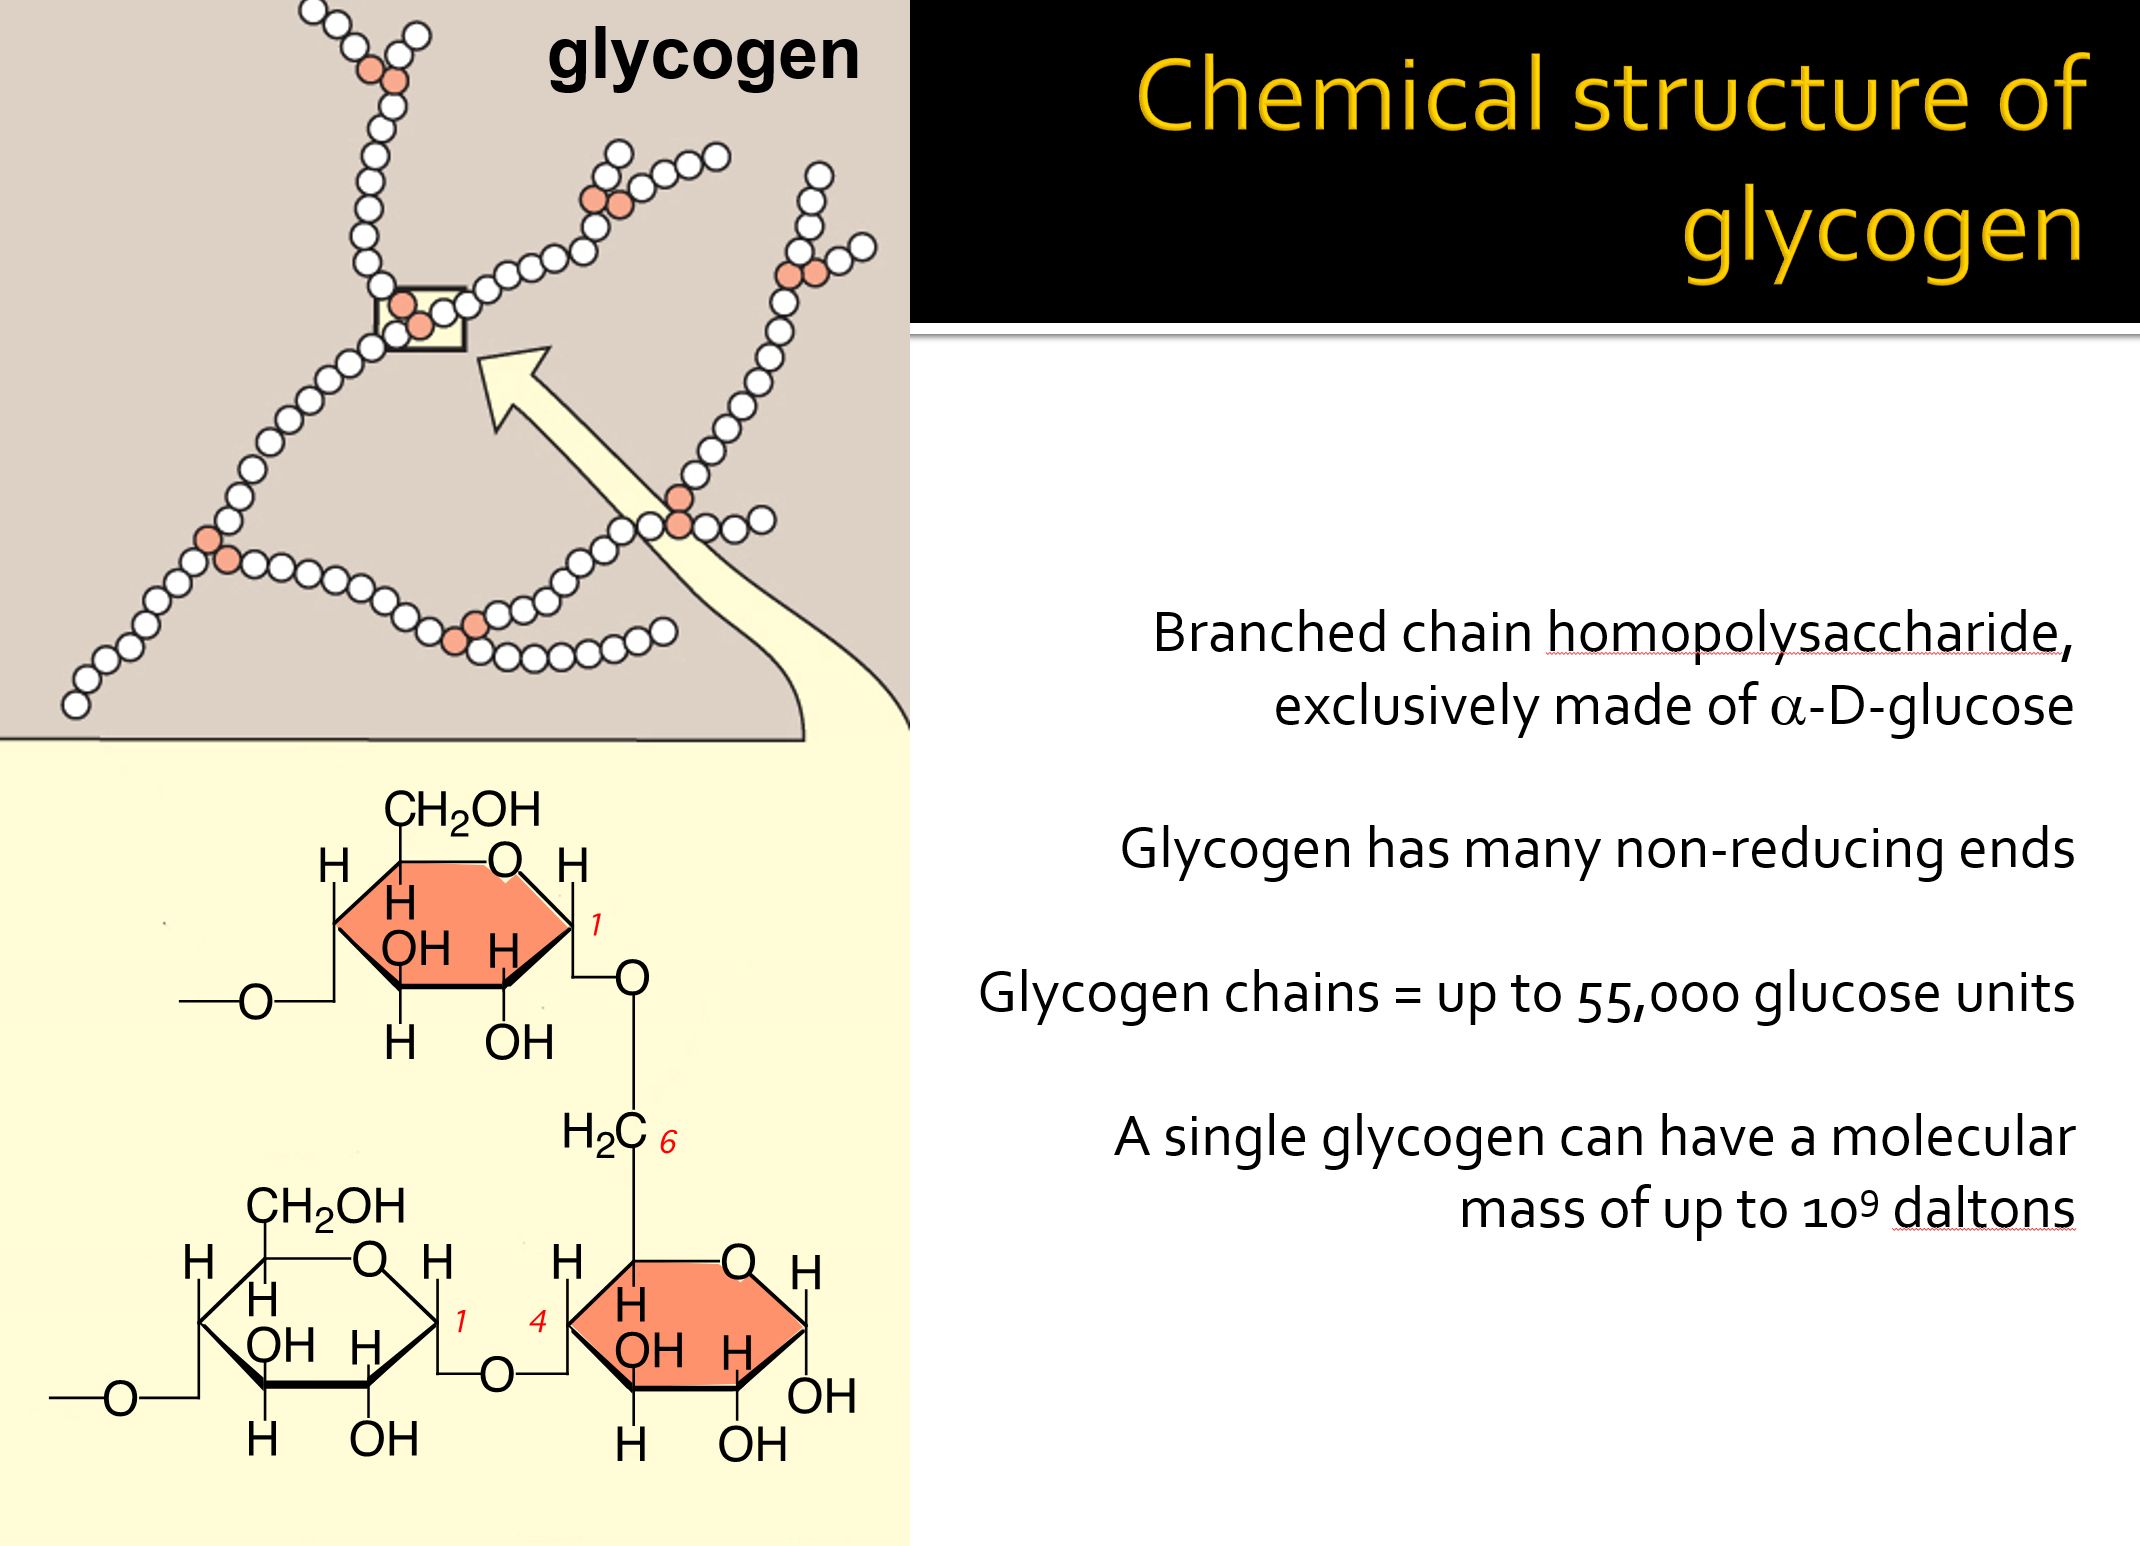 glycogen
Chemical structure of
glycogen
Branched chain homopolysaccharide,
exclusively made of α-D-glucose
Glycogen has many non-reducing ends
Glycogen chains = up to 55,000 glucose units
A single glycogen can have a molecular
mass of up to 10⁹ daltons
CH₂OH
H O H
H
1
OH H
O O
H OH
H₂C 6
CH₂OH
H O H H O H
H H
1 4
OH H OH H
O O OH
H OH H OH